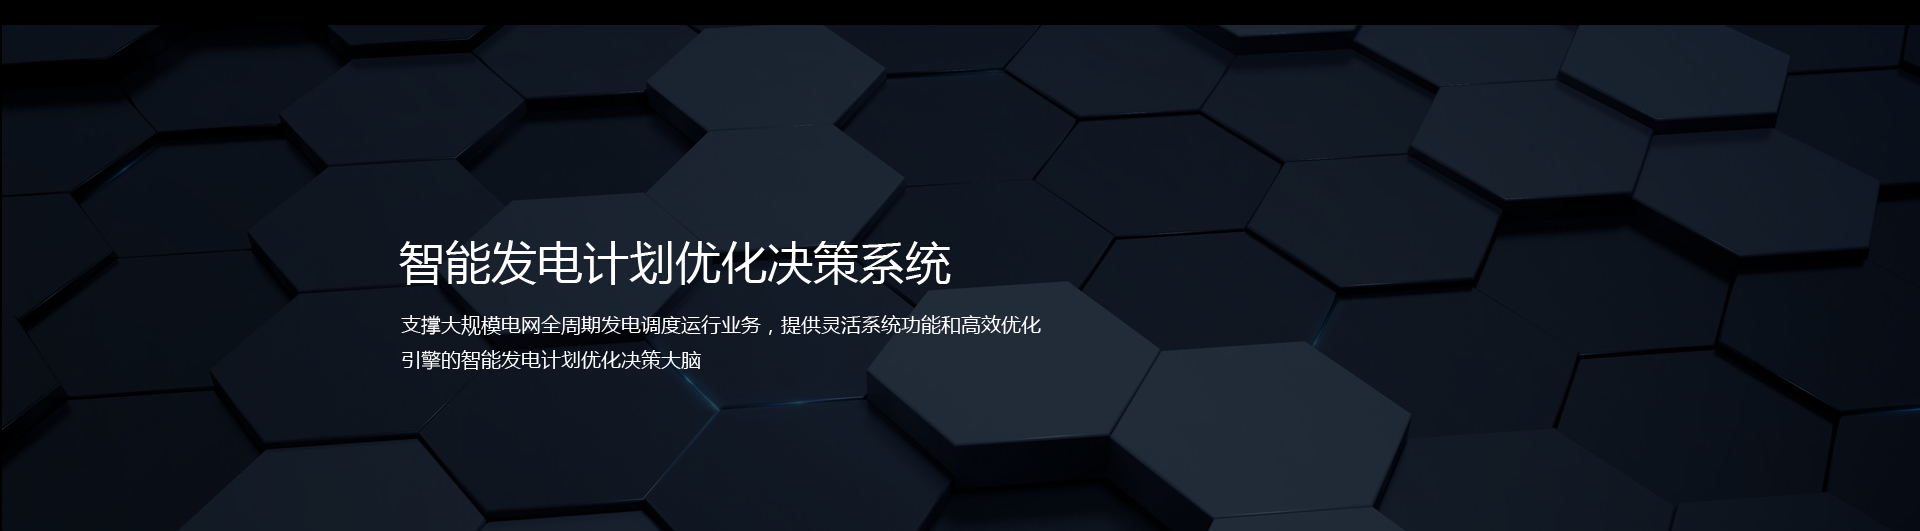 智能发电计划优化决策系统
支撑大规模电网全周期发电调度运行业务，提供灵活系统功能和高效优化
引擎的智能发电计划优化决策大脑